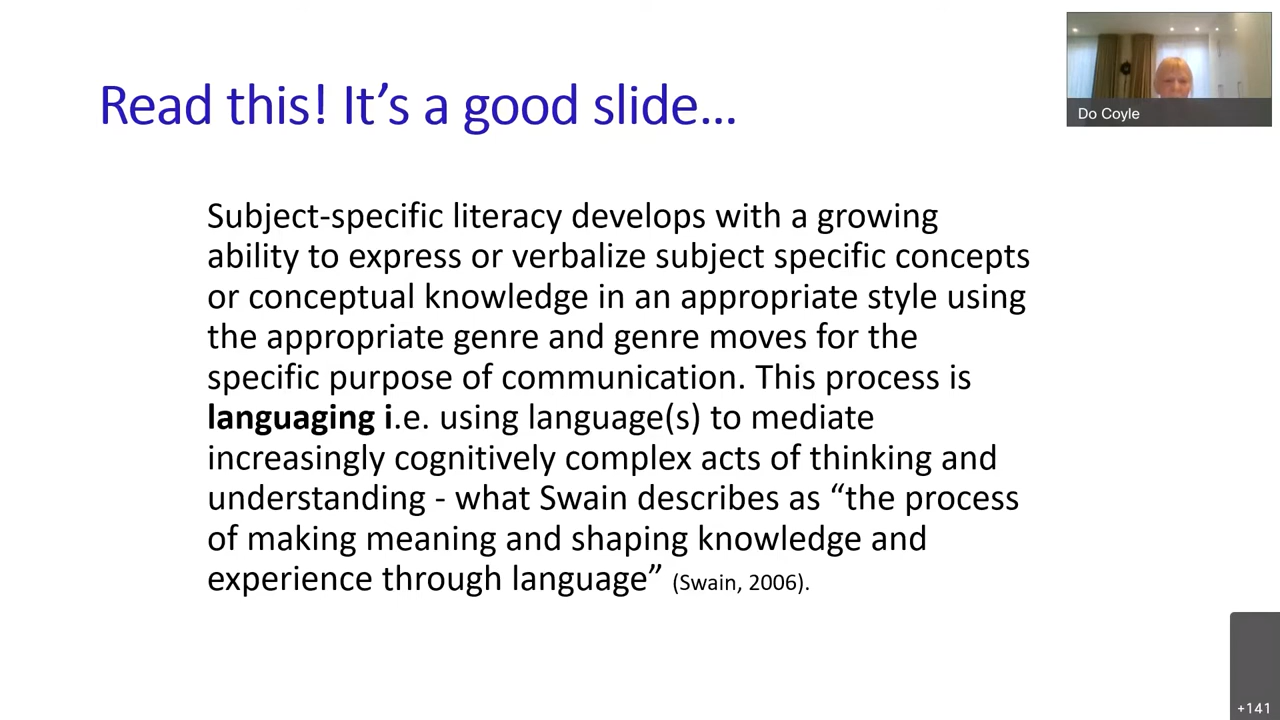 Read this! It’s a good slide...
Do Coyle
Subject-specific literacy develops with a growing
ability to express or verbalize subject specific concepts
or conceptual knowledge in an appropriate style using
the appropriate genre and genre moves for the
specific purpose of communication. This process is
languaging i.e. using language(s) to mediate
increasingly cognitively complex acts of thinking and
understanding - what Swain describes as “the process
of making meaning and shaping knowledge and
experience through language” (Swain, 2006).
+141